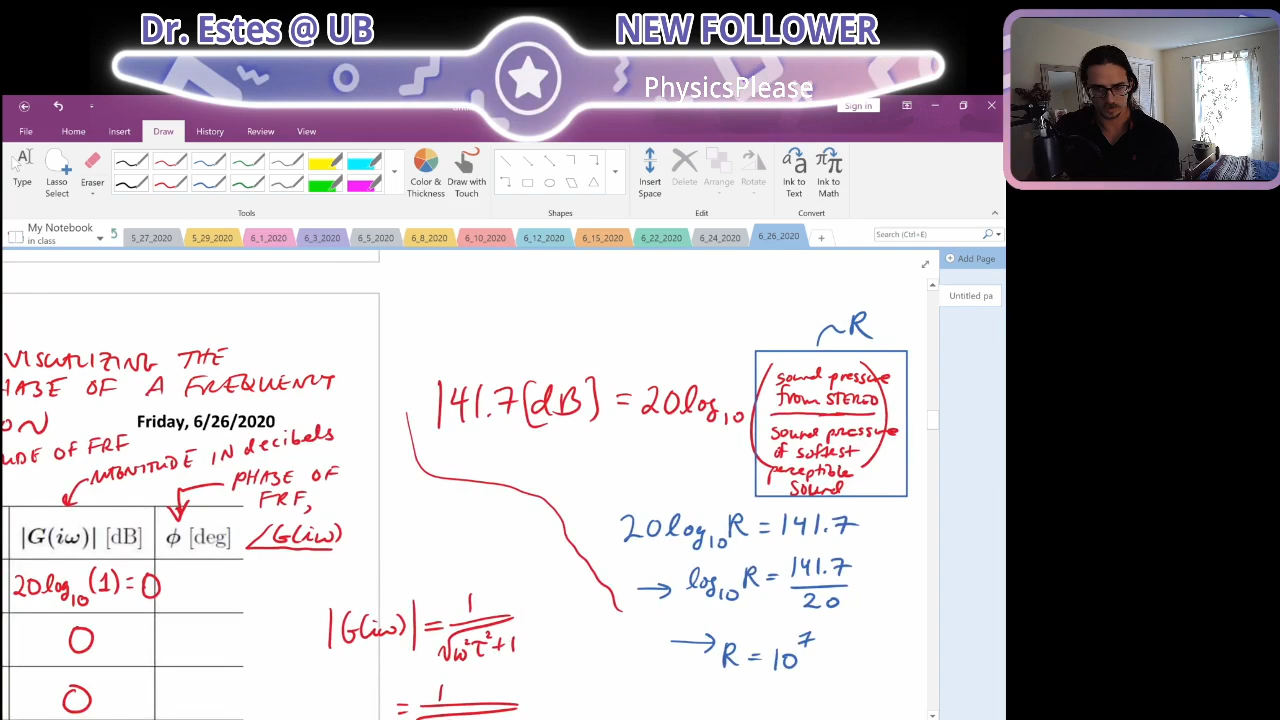 Dr. Estes @ UB
NEW FOLLOWER
PhysicsPlease
Sign in
File Home Insert Draw History Review View
Type
Lasso Select
Eraser
Color & Thickness
Draw with Touch
Insert Space
Delete
Arrange
Rotate
Ink to Text
Ink to Math
Tools
Shapes
Edit
Convert
My Notebook
in class
5_27_2020 5_29_2020 6_1_2020 6_3_2020 6_5_2020 6_8_2020 6_10_2020 6_12_2020 6_15_2020 6_22_2020 6_24_2020 6_26_2020
Search (Ctrl+E)
Add Page
Untitled pa
VISUALIZING THE
HASE OF A FREQUENCY
ON
Friday, 6/26/2020
UDE OF FRF
MAGNITUDE IN decibels
PHASE OF
FRF,
∠G(iω)
|G(iω)| [dB]
ϕ [deg]
20log₁₀(1)=0
0
0
|G(iω)| = 1/√ω²τ²+1
= 1
141.7[dB] = 20log₁₀
~R
sound pressure
from STEREO
sound pressure
of softest
perceptible
sound
20log₁₀R = 141.7
→ log₁₀R = 141.7/20
→ R = 10⁷